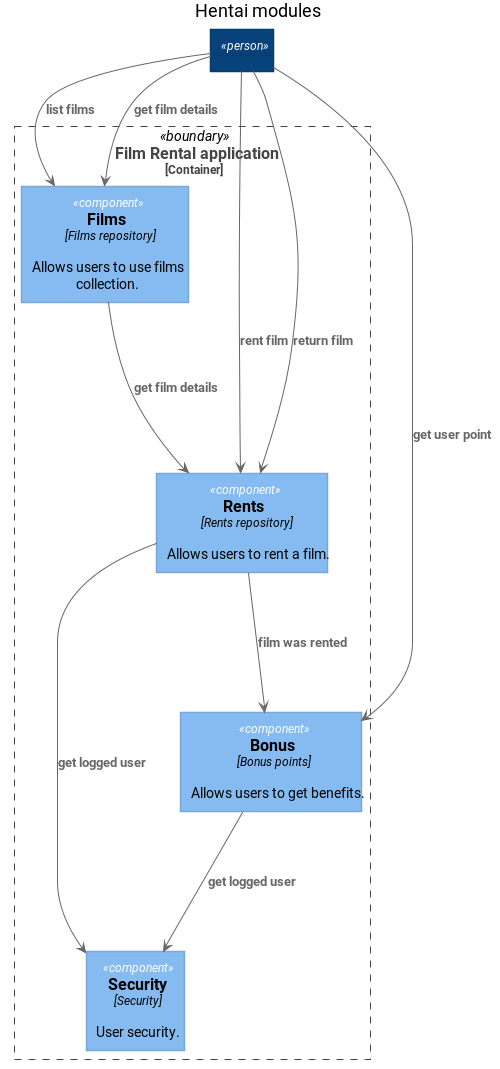 Hentai modules
«person»
list films
get film details
«boundary»
Film Rental application
[Container]
«component»
Films
[Films repository]
Allows users to use films
collection.
rent film
return film
get film details
get user point
«component»
Rents
[Rents repository]
Allows users to rent a film.
film was rented
«component»
Bonus
[Bonus points]
Allows users to get benefits.
get logged user
get logged user
«component»
Security
[Security]
User security.